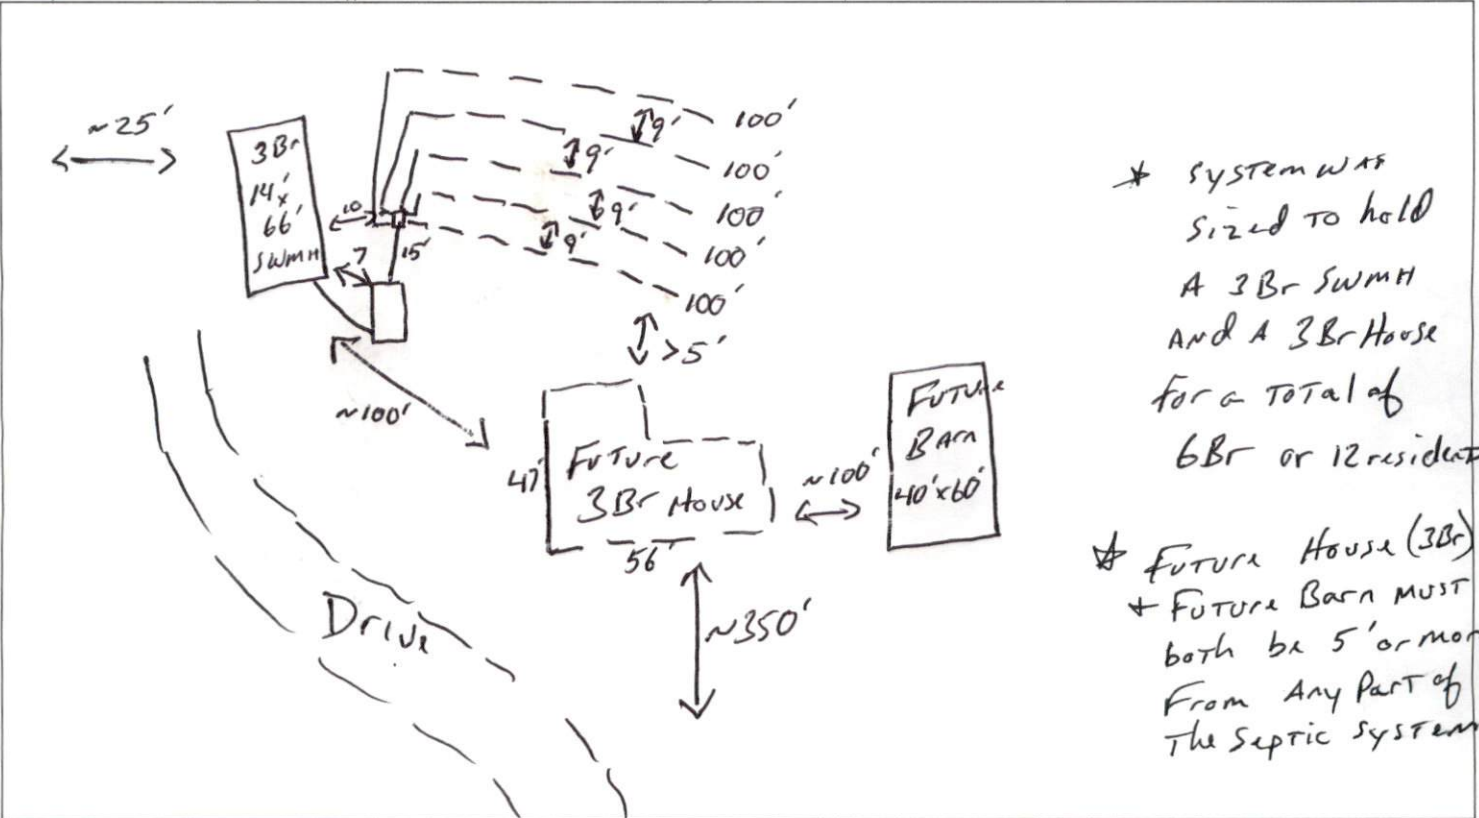 ~25'
3Br
14'x
66'
SWMH
10
7
15'
9'
9'
9'
9'
100'
100'
100'
100'
100'
>5'
~100'
Future
3Br House
47'
56'
~100'
Future
Barn
40'x60'
~350'
Drive
* System was
sized to hold
A 3Br SWMH
And A 3Br House
for a Total of
6Br or 12 resident
* Future House (3Br)
+ Future Barn must
both be 5' or mor
From Any Part of
The Septic System